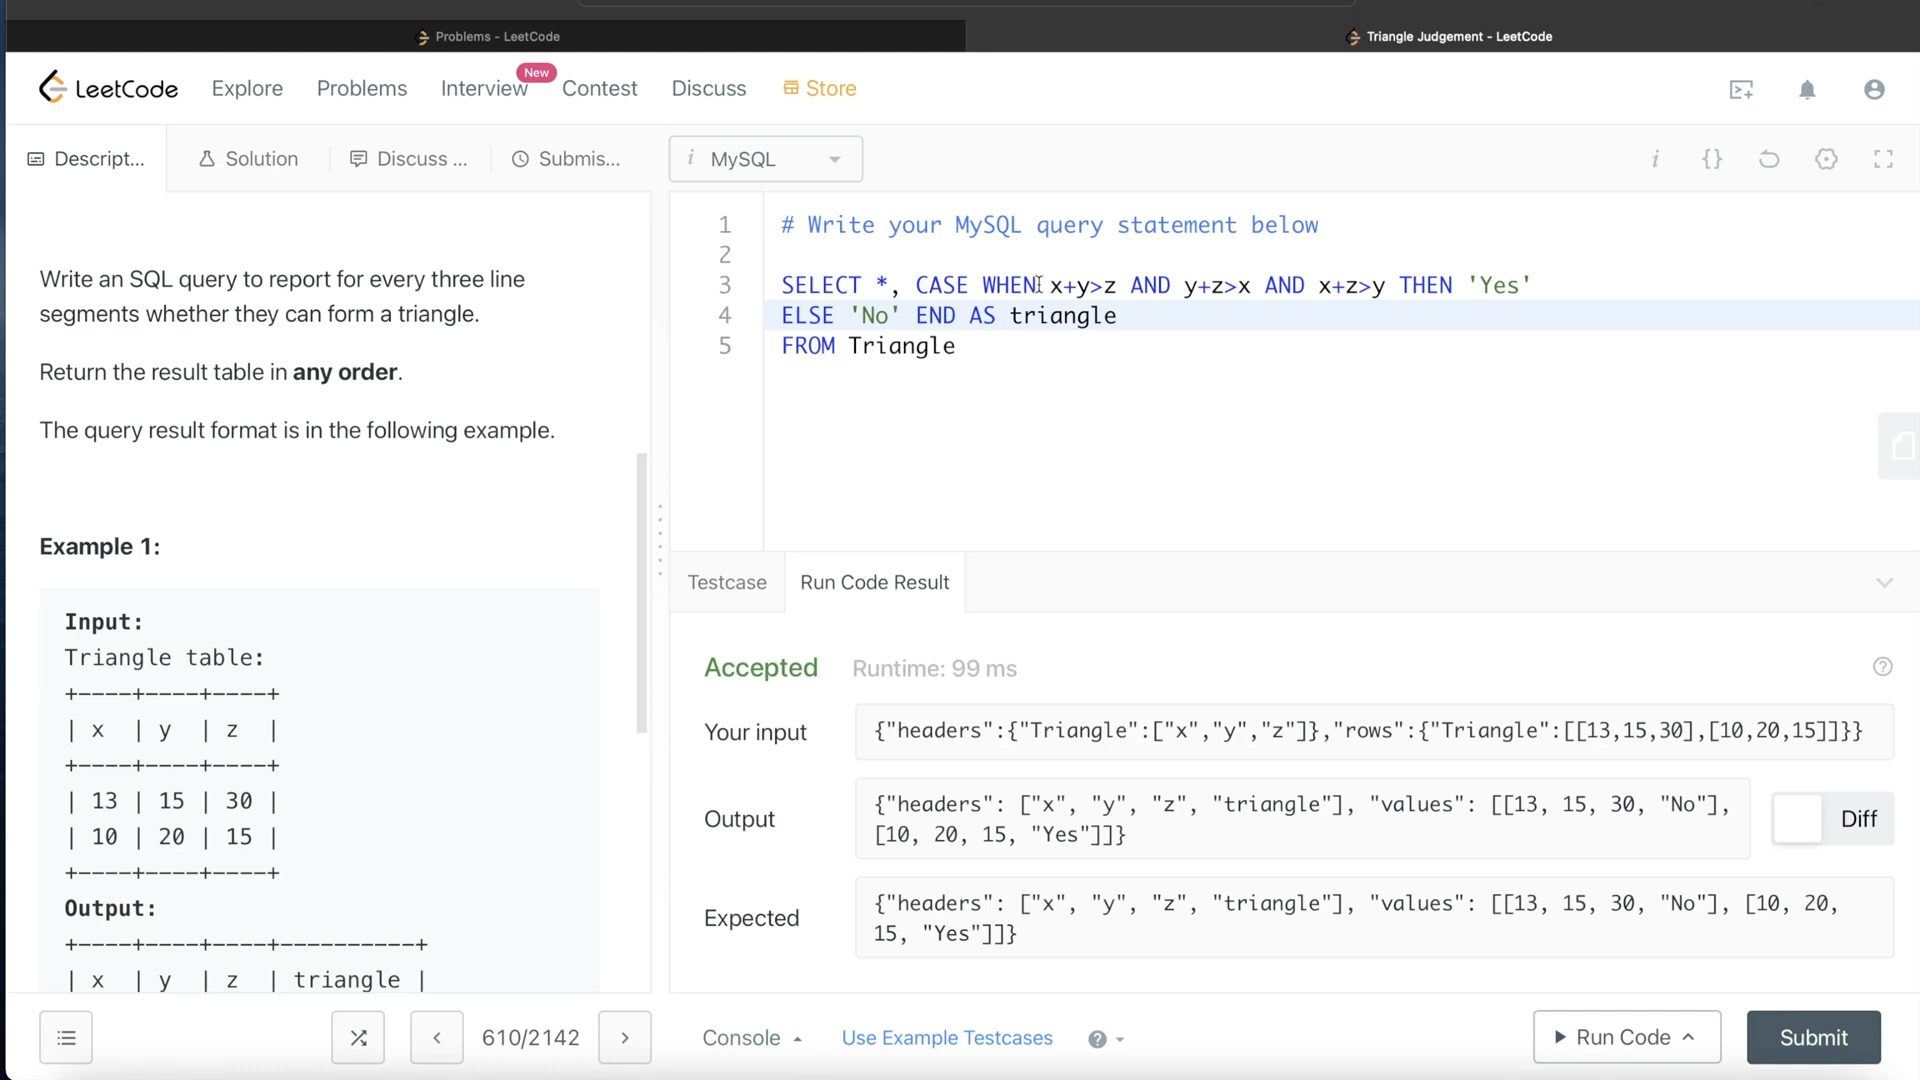 Problems - LeetCode
Triangle Judgement - LeetCode
LeetCode
Explore
Problems
Interview
New
Contest
Discuss
Store
Descript...
Solution
Discuss ...
Submis...
i MySQL
i {}
Write an SQL query to report for every three line
segments whether they can form a triangle.
Return the result table in any order.
The query result format is in the following example.
Example 1:
Input:
Triangle table:
+----+----+----+
| x  | y  | z  |
+----+----+----+
| 13 | 15 | 30 |
| 10 | 20 | 15 |
+----+----+----+
Output:
+----+----+----+----------+
| x  | y  | z  | triangle |
1 # Write your MySQL query statement below
2
3 SELECT *, CASE WHEN x+y>z AND y+z>x AND x+z>y THEN 'Yes'
4 ELSE 'No' END AS triangle
5 FROM Triangle
Testcase
Run Code Result
Accepted Runtime: 99 ms
Your input
{"headers":{"Triangle":["x","y","z"]},"rows":{"Triangle":[[13,15,30],[10,20,15]]}}
Output
{"headers": ["x", "y", "z", "triangle"], "values": [[13, 15, 30, "No"],
[10, 20, 15, "Yes"]]}
Diff
Expected
{"headers": ["x", "y", "z", "triangle"], "values": [[13, 15, 30, "No"], [10, 20,
15, "Yes"]]}
610/2142
Console
Use Example Testcases
Run Code
Submit